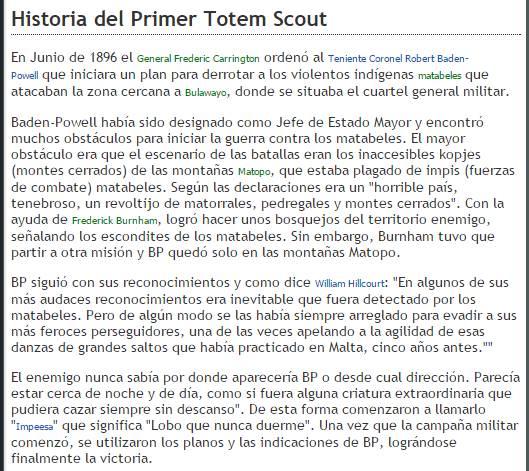 Historia del Primer Totem Scout
En Junio de 1896 el General Frederic Carrington ordenó al Teniente Coronel Robert Baden-
Powell que iniciara un plan para derrotar a los violentos indígenas matabeles que
atacaban la zona cercana a Bulawayo, donde se situaba el cuartel general militar.
Baden-Powell había sido designado como Jefe de Estado Mayor y encontró
muchos obstáculos para iniciar la guerra contra los matabeles. El mayor
obstáculo era que el escenario de las batallas eran los inaccesibles kopjes
(montes cerrados) de las montañas Matopo, que estaba plagado de impis (fuerzas
de combate) matabeles. Según las declaraciones era un "horrible país,
tenebroso, un revoltijo de matorrales, pedregales y montes cerrados". Con la
ayuda de Frederick Burnham, logró hacer unos bosquejos del territorio enemigo,
señalando los escondites de los matabeles. Sin embargo, Burnham tuvo que
partir a otra misión y BP quedó solo en las montañas Matopo.
BP siguió con sus reconocimientos y como dice William Hillcourt: "En algunos de sus
más audaces reconocimientos era inevitable que fuera detectado por los
matabeles. Pero de algún modo se las había siempre arreglado para evadir a sus
más feroces perseguidores, una de las veces apelando a la agilidad de esas
danzas de grandes saltos que había practicado en Malta, cinco años antes.""
El enemigo nunca sabía por donde aparecería BP o desde cual dirección. Parecía
estar cerca de noche y de día, como si fuera alguna criatura extraordinaria que
pudiera cazar siempre sin descanso". De esta forma comenzaron a llamarlo
"Impeesa" que significa "Lobo que nunca duerme". Una vez que la campaña militar
comenzó, se utilizaron los planos y las indicaciones de BP, lográndose
finalmente la victoria.